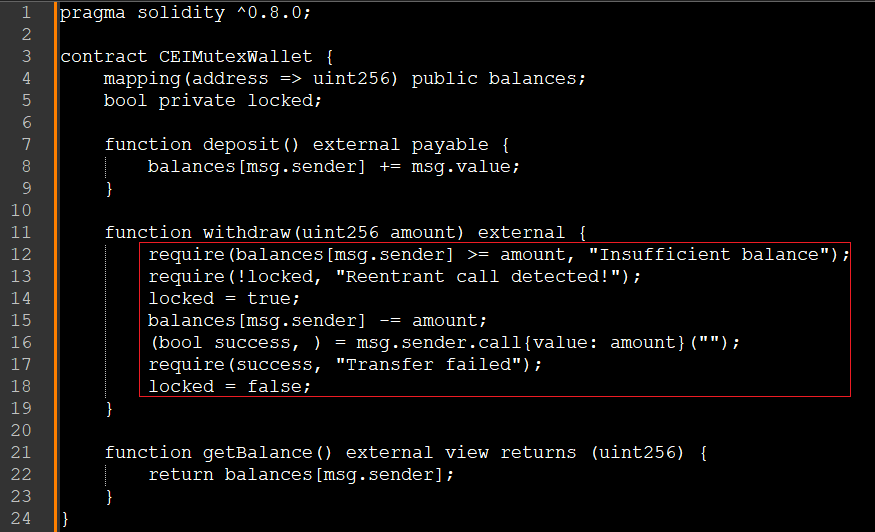 1 pragma solidity ^0.8.0;
2
3 contract CEIMutexWallet {
4     mapping(address => uint256) public balances;
5     bool private locked;
6
7     function deposit() external payable {
8         balances[msg.sender] += msg.value;
9     }
10
11     function withdraw(uint256 amount) external {
12         require(balances[msg.sender] >= amount, "Insufficient balance");
13         require(!locked, "Reentrant call detected!");
14         locked = true;
15         balances[msg.sender] -= amount;
16         (bool success, ) = msg.sender.call{value: amount}("");
17         require(success, "Transfer failed");
18         locked = false;
19     }
20
21     function getBalance() external view returns (uint256) {
22         return balances[msg.sender];
23     }
24 }